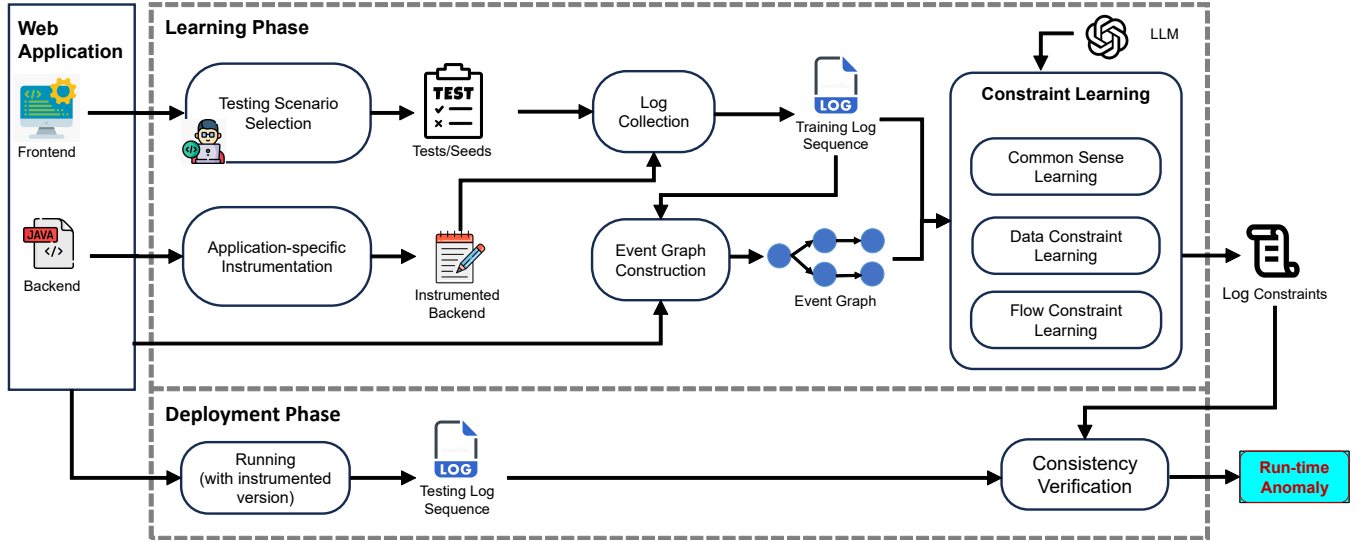 Web
Application
Frontend
JAVA
</>
Backend
Learning Phase
Testing Scenario
Selection
</>
TEST
Tests/Seeds
Log
Collection
LOG
Training Log
Sequence
LLM
Constraint Learning
Common Sense
Learning
Data Constraint
Learning
Flow Constraint
Learning
Application-specific
Instrumentation
Instrumented
Backend
Event Graph
Construction
Event Graph
Log Constraints
Deployment Phase
Running
(with instrumented
version)
LOG
Testing Log
Sequence
Consistency
Verification
Run-time
Anomaly